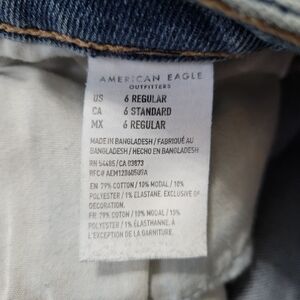 AMERICAN EAGLE
OUTFITTERS
US 6 REGULAR
CA 6 STANDARD
MX 6 REGULAR
MADE IN BANGLADESH / FABRIQUÉ AU
BANGLADESH / HECHO EN BANGLADESH
RN 54485 / CA 03873
RFC# AEM120605U9A
EN: 79% COTTON / 10% MODAL / 10%
POLYESTER / 1% ELASTANE. EXCLUSIVE OF
DECORATION.
FR: 79% COTON / 10% MODAL / 10%
POLYESTER / 1% ÉLASTHANNE. À
L'EXCEPTION DE LA GARNITURE.